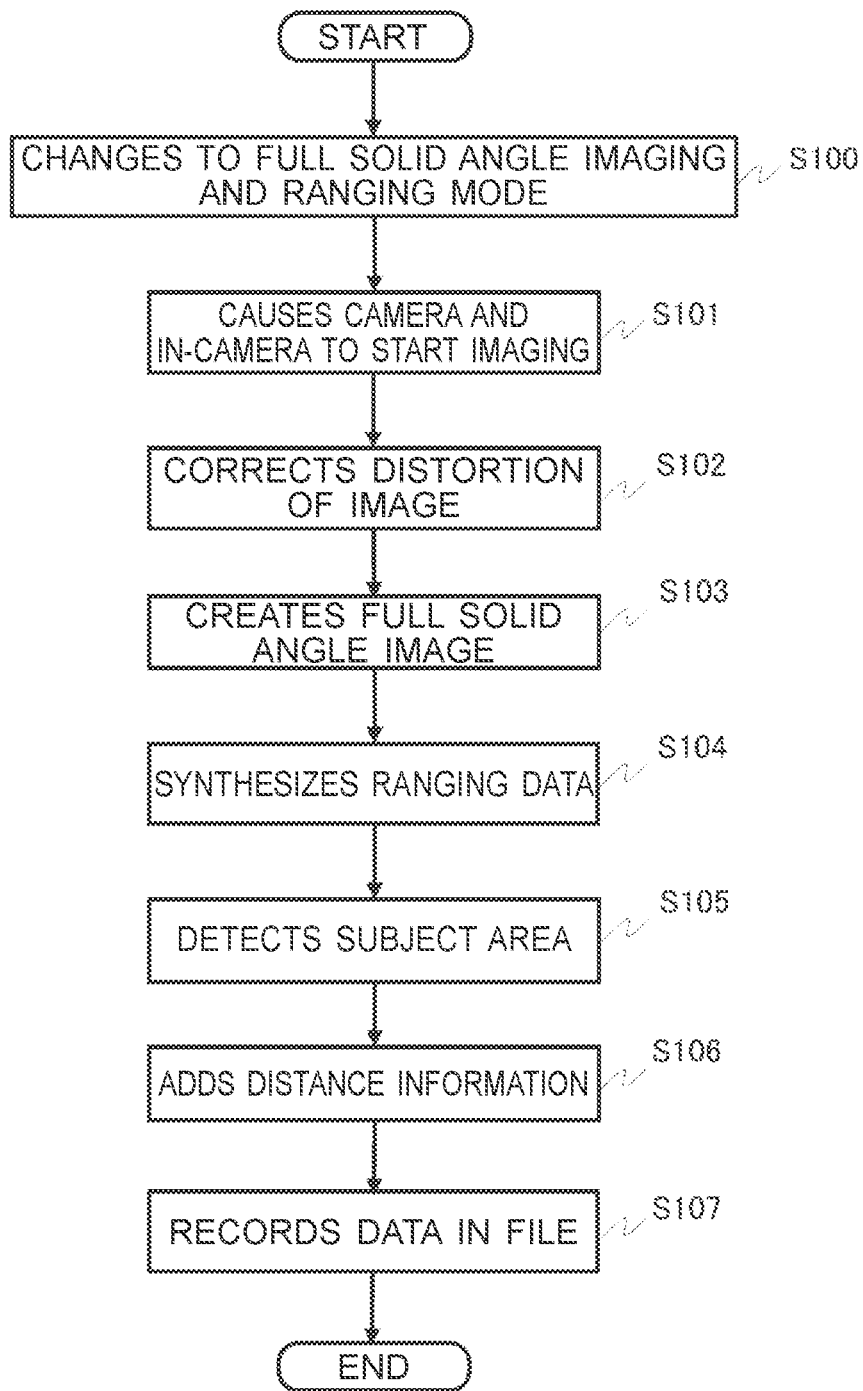 START
CHANGES TO FULL SOLID ANGLE IMAGING
AND RANGING MODE
S100
CAUSES CAMERA AND
IN-CAMERA TO START IMAGING
S101
CORRECTS DISTORTION
OF IMAGE
S102
CREATES FULL SOLID
ANGLE IMAGE
S103
SYNTHESIZES RANGING DATA
S104
DETECTS SUBJECT AREA
S105
ADDS DISTANCE INFORMATION
S106
RECORDS DATA IN FILE
S107
END